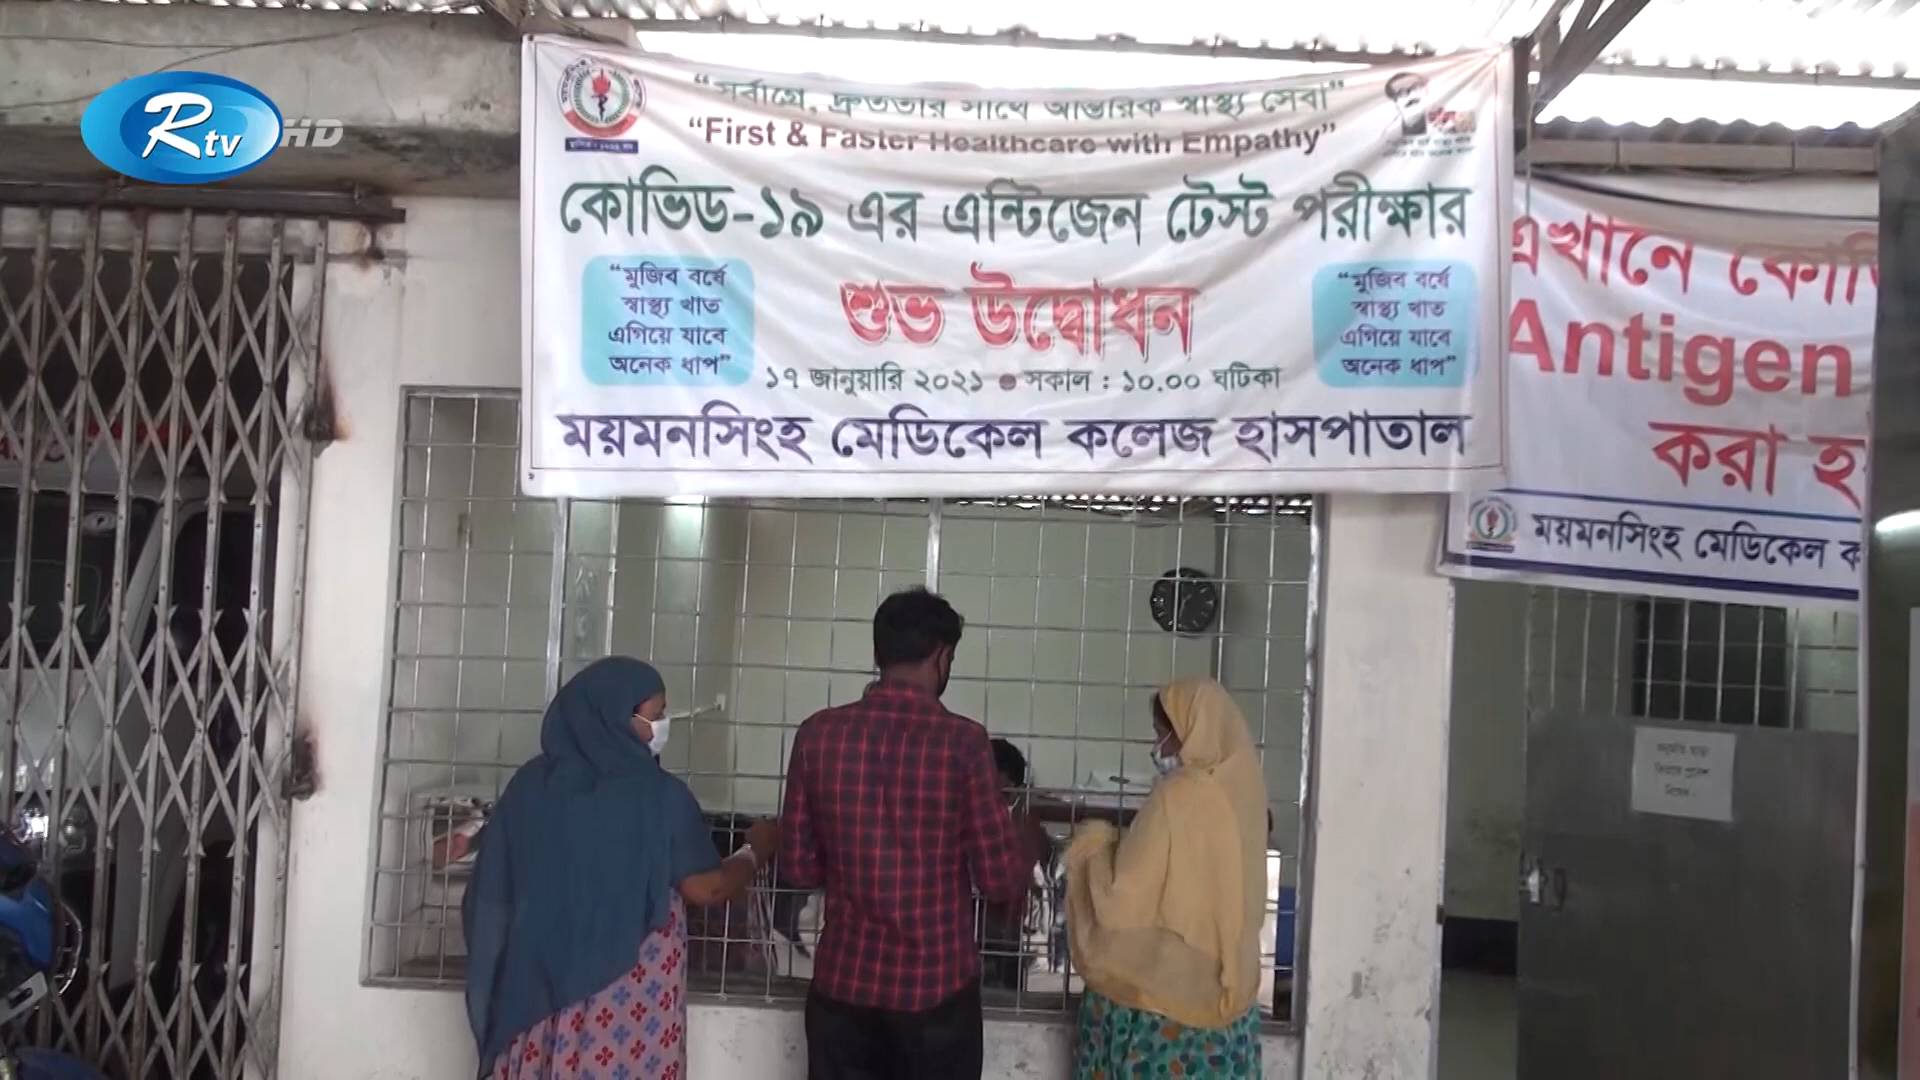 Rtv HD
“সর্বাগ্রে, দ্রুততার সাথে আন্তরিক স্বাস্থ্য সেবা”
“First & Faster Healthcare with Empathy”
কোভিড-১৯ এর এন্টিজেন টেস্ট পরীক্ষার
শুভ উদ্বোধন
“মুজিব বর্ষে
স্বাস্থ্য খাত
এগিয়ে যাবে
অনেক ধাপ”
“মুজিব বর্ষে
স্বাস্থ্য খাত
এগিয়ে যাবে
অনেক ধাপ”
১৭ জানুয়ারি ২০২১ ● সকাল : ১০.০০ ঘটিকা
ময়মনসিংহ মেডিকেল কলেজ হাসপাতাল
এখানে কোভি
Antigen
করা হ
ময়মনসিংহ মেডিকেল ক